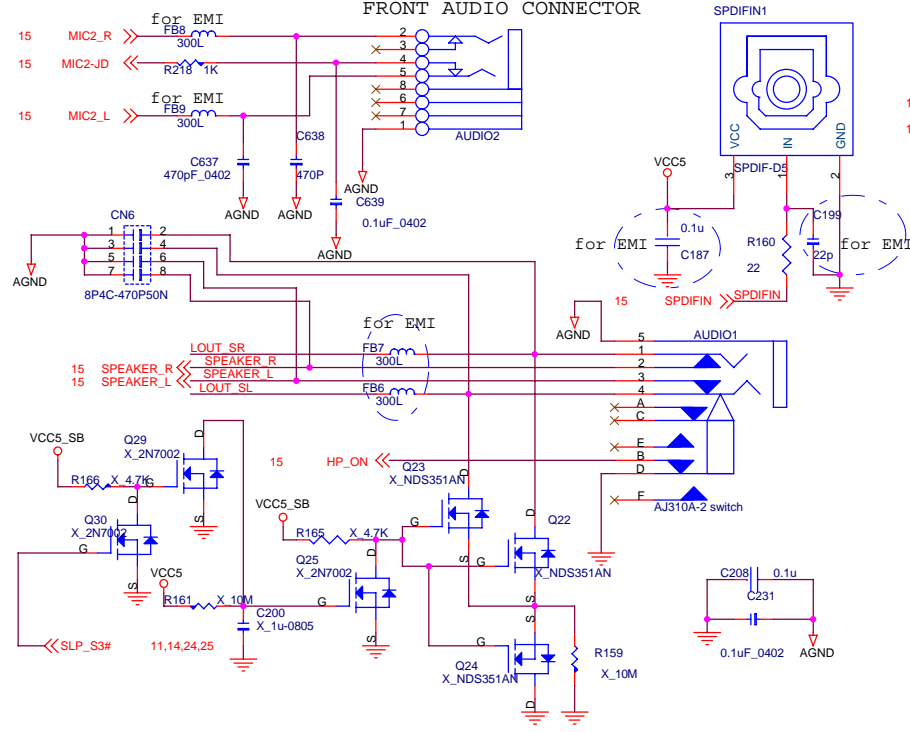 FRONT AUDIO CONNECTOR
SPDIFIN1
for EMI
FB8
300L
15 MIC2_R
15 MIC2-JD
R218 1K
for EMI
FB9
300L
15 MIC2_L
2
3
4
5
8
6
7
1
AUDIO2
C637
470pF_0402
C638
470P
C639
0.1uF_0402
AGND
AGND
AGND
AGND
VCC
IN
GND
SPDIF-D5
3
1
2
VCC5
0.1u
C187
for EMI
R160
22
C199
22p
for EMI
15 SPDIFIN
SPDIFIN
CN6
1 2
3 4
5 6
7 8
8P4C-470P50N
AGND
for EMI
LOUT_SR
FB7
300L
15 SPEAKER_R
SPEAKER_R
15 SPEAKER_L
SPEAKER_L
LOUT_SL
FB6
300L
AGND
AUDIO1
5
1
2
3
4
A
C
E
B
D
F
AJ310A-2 switch
15 HP_ON
VCC5_SB
R166 X_4.7K
Q29
X_2N7002
D
G
S
Q30
X_2N7002
D
G
S
VCC5
R161 X_10M
C200
X_1u-0805
SLP_S3# 11,14,24,25
VCC5_SB
R165 X_4.7K
Q25
X_2N7002
D
G
S
Q23
X_NDS351AN
D
G
S
Q22
X_NDS351AN
D
G
S
Q24
X_NDS351AN
S
G
D
R159
X_10M
C208 0.1u
C231
0.1uF_0402
AGND